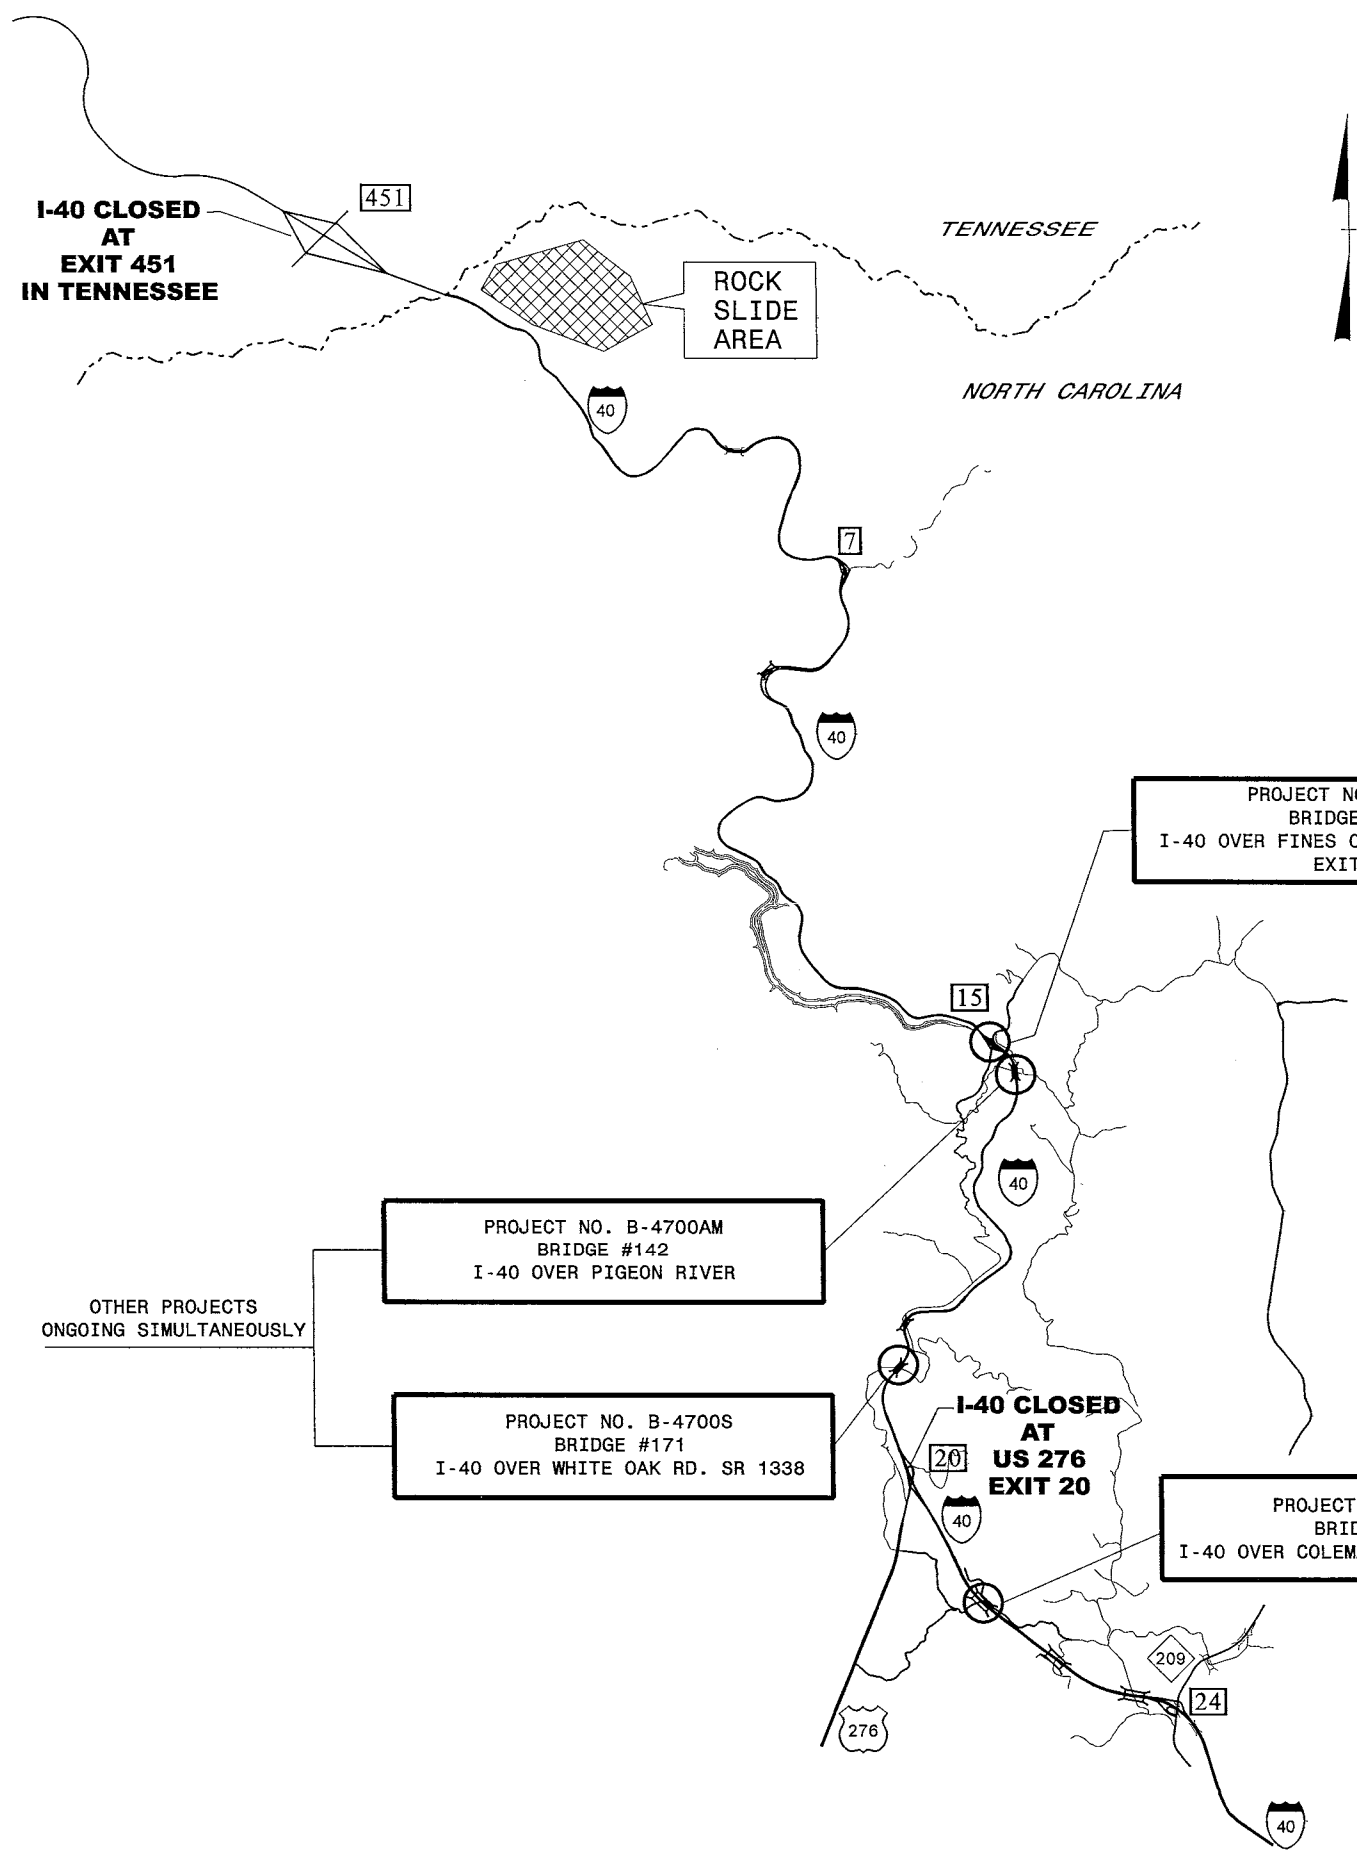 451
I-40 CLOSED
AT
EXIT 451
IN TENNESSEE
TENNESSEE
ROCK
SLIDE
AREA
NORTH CAROLINA
40
7
40
PROJECT
BRIDGE
I-40 OVER FINES
EXIT
15
40
PROJECT NO. B-4700AM
BRIDGE #142
I-40 OVER PIGEON RIVER
OTHER PROJECTS
ONGOING SIMULTANEOUSLY
PROJECT NO. B-4700S
BRIDGE #171
I-40 OVER WHITE OAK RD. SR 1338
I-40 CLOSED
AT
US 276
EXIT 20
20
40
PROJECT
I-40 OVER
209
24
276
40